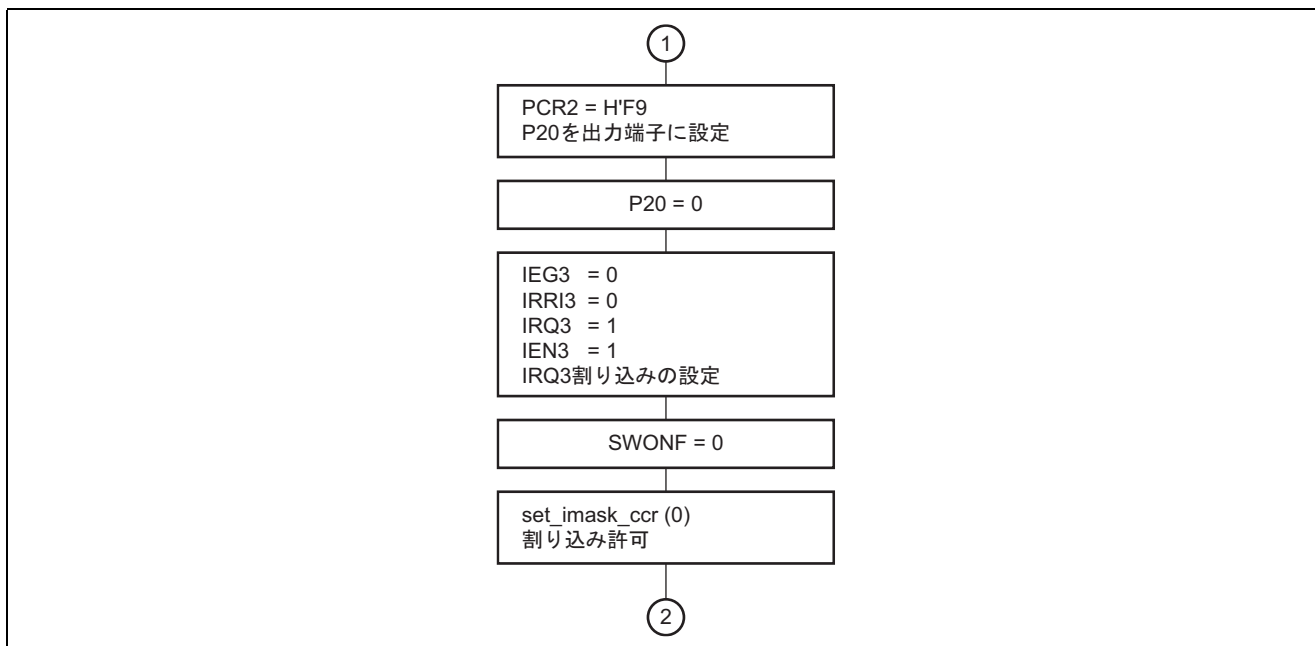 1
PCR2 = H'F9
P20を出力端子に設定
P20 = 0
IEG3 = 0
IRRI3 = 0
IRQ3 = 1
IEN3 = 1
IRQ3割り込みの設定
SWONF = 0
set_imask_ccr (0)
割り込み許可
2